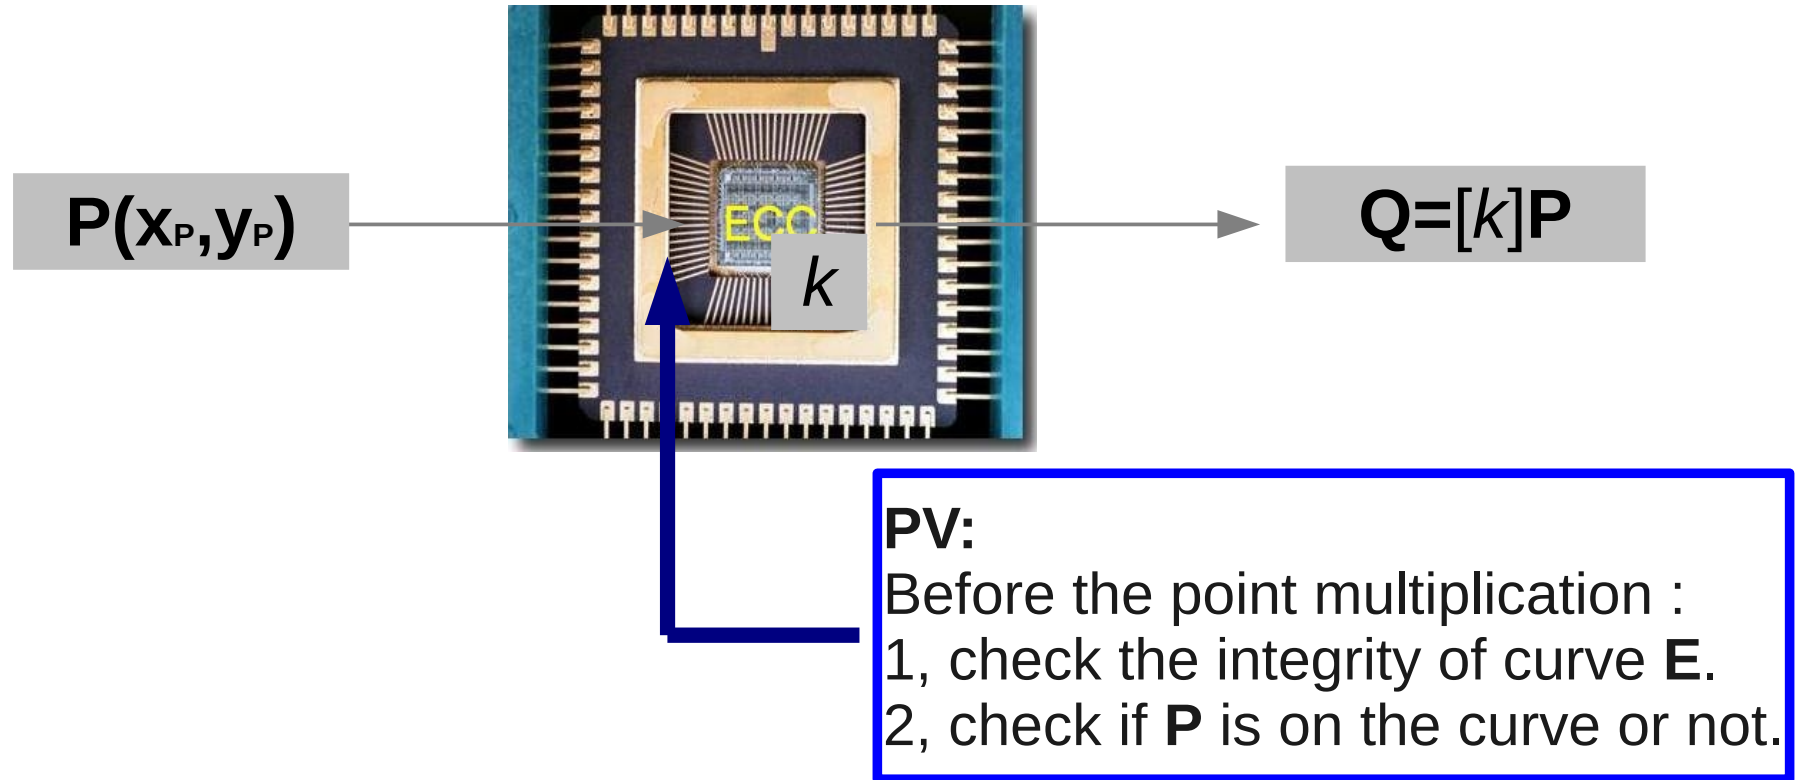 P(xP,yP)
ECC
k
Q=[k]P
PV:
Before the point multiplication :
1, check the integrity of curve E.
2, check if P is on the curve or not.